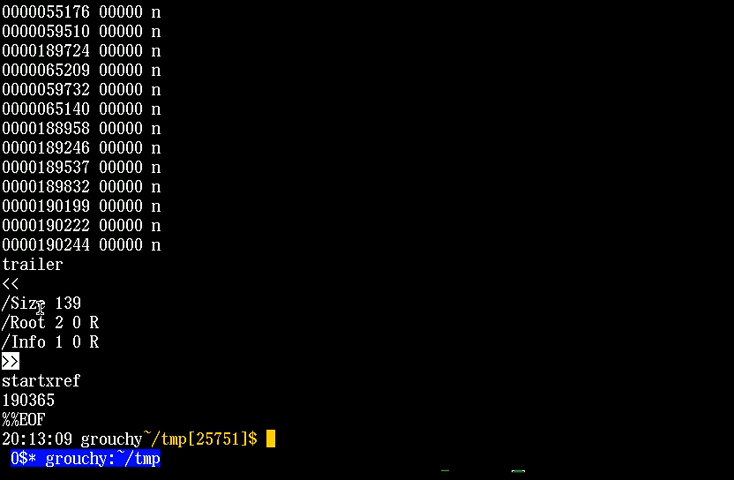 0000055176 00000 n
0000059510 00000 n
0000189724 00000 n
0000065209 00000 n
0000059732 00000 n
0000065140 00000 n
0000188958 00000 n
0000189246 00000 n
0000189537 00000 n
0000189832 00000 n
0000190199 00000 n
0000190222 00000 n
0000190244 00000 n
trailer
<<
/Size 139
/Root 2 0 R
/Info 1 0 R
>>
startxref
190365
%%EOF
20:13:09 grouchy~/tmp[25751]$
0$* grouchy:~/tmp